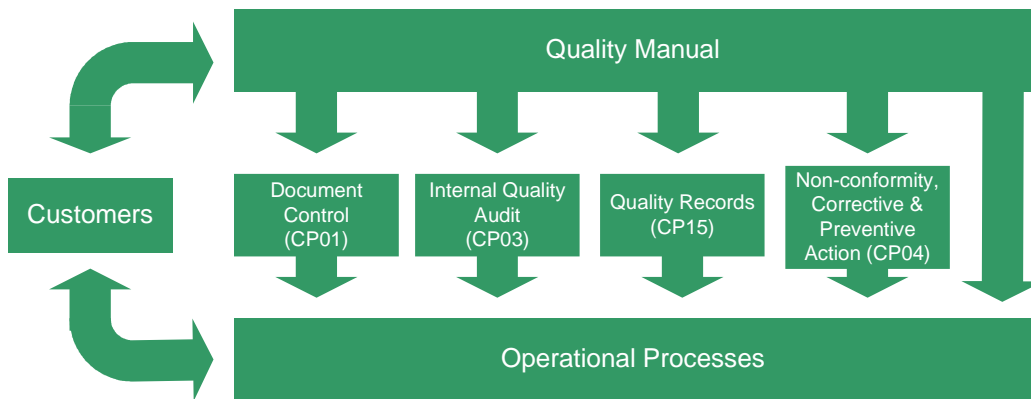 Quality Manual
Customers
Document
Control
(CP01)
Internal Quality
Audit
(CP03)
Quality Records
(CP15)
Non-conformity,
Corrective &
Preventive
Action (CP04)
Operational Processes